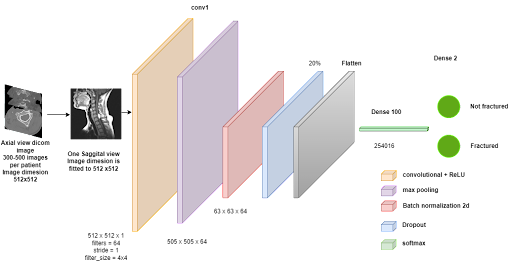 conv1
Axial view dicom
image
300-500 images
per patient
Image dimesion
512x512
One Saggital view
Image dimesion is
fitted to 512 x512
512 x 512 x 1
filters = 64
stride = 1
filter_size = 4x4
505 x 505 x 64
63 x 63 x 64
20%
Flatten
Dense 100
254016
Dense 2
Not fractured
Fractured
convolutional + ReLU
max pooling
Batch normalization 2d
Dropout
softmax